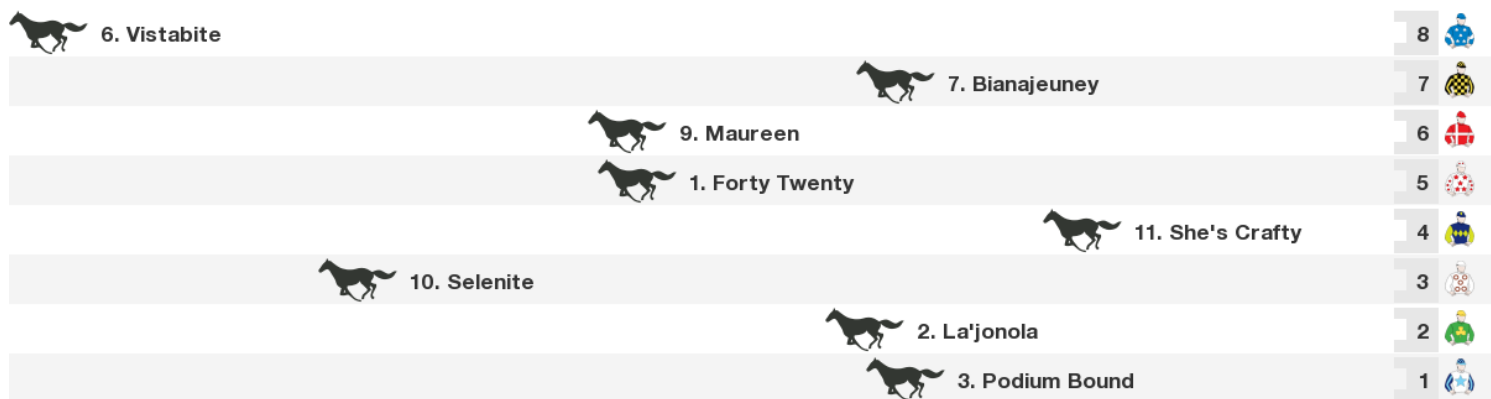 6. Vistabite 8
7. Bianajeuney 7
9. Maureen 6
1. Forty Twenty 5
11. She's Crafty 4
10. Selenite 3
2. La'jonola 2
3. Podium Bound 1